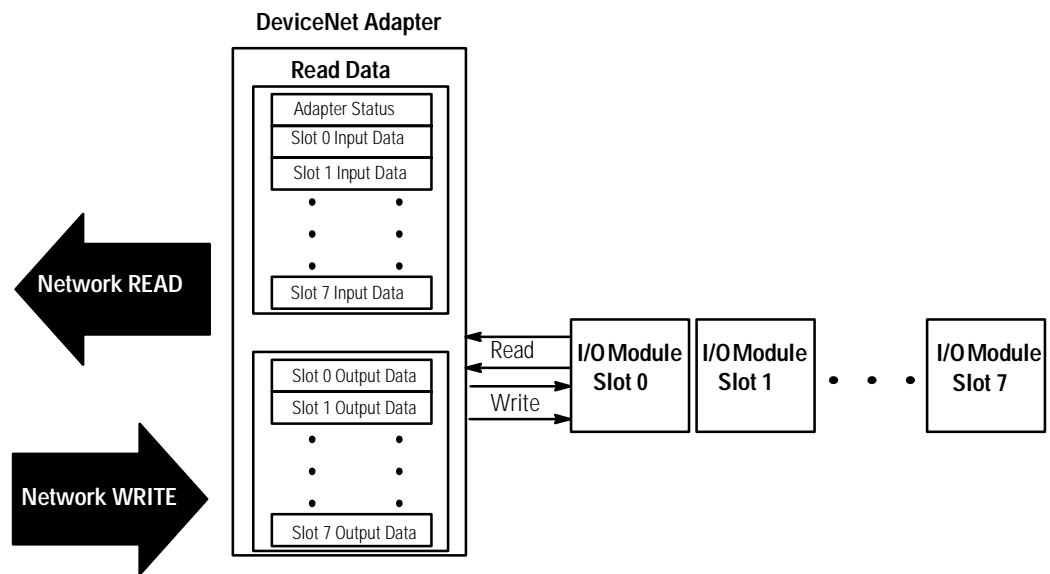 DeviceNet Adapter
Read Data
Adapter Status
Slot 0 Input Data
Slot 1 Input Data
Slot 7 Input Data
Network READ
Slot 0 Output Data
Slot 1 Output Data
Slot 7 Output Data
Network WRITE
Read
Write
I/O Module
Slot 0
I/O Module
Slot 1
I/O Module
Slot 7